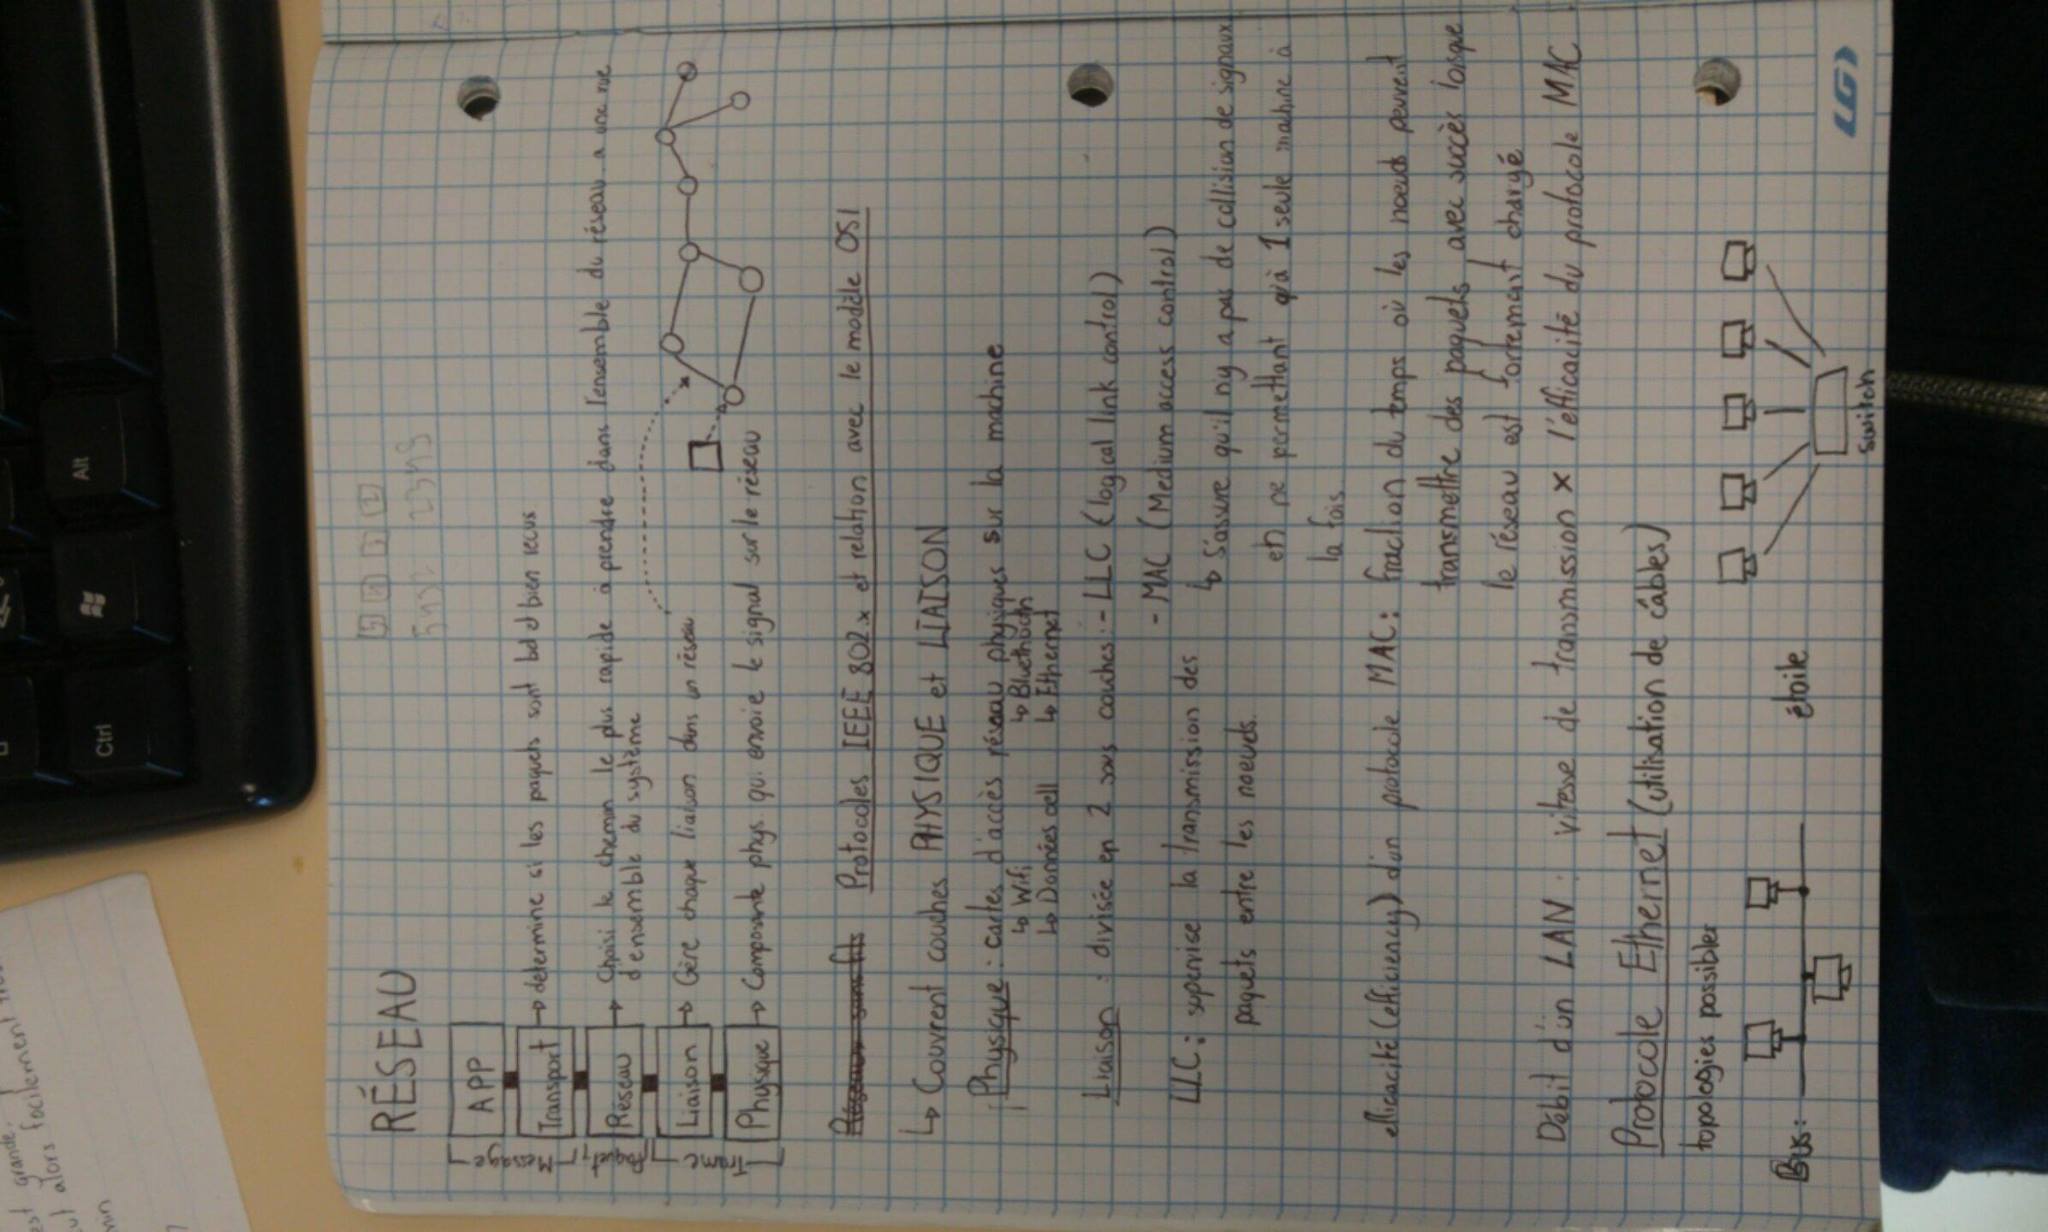 est grande.
alors facilement
min
Ctrl
Alt
RÉSEAU
5 4 3 2
5432 2345
Message
Paquet
Trame
APP
Transport → determine si les paquets sont bel et bien recus
Réseau → Choisi le chemin le plus rapide à prendre dans l'ensemble du réseau a une vue
d'ensemble du système
Liaison → Gère chaque liaison dans un réseau
Physique → Composante phys. qui envoie le signal sur le réseau
Réseaux sans fils Protocoles IEEE 802.x et relation avec le modèle OSI
↳ Couvrent couches PHYSIQUE et LIAISON
Physique : cartes d'accès réseau physiques sur la machine
↳ Wifi ↳ Bluethooth
↳ Données cell ↳ Ethernet
Liaison : divisée en 2 sous couches : - LLC (logical link control)
- MAC (Medium access control)
LLC : supervise la transmission des
paquets entre les noeuds.
↳ s'assure qu'il n'y a pas de collision de signaux
en ne permettant qu'à 1 seule machine à
la fois
efficacité (efficiency) d'un protocole MAC : fraction du temps où les noeuds peuvent
transmettre des paquets avec succès lorsque
le réseau est fortement chargé
Débit d'un LAN : vitesse de transmission × l'efficacité du protocole MAC
Protocole Ethernet (utilisation de câbles)
topologies possibles
Bus :
étoile
switch
LG